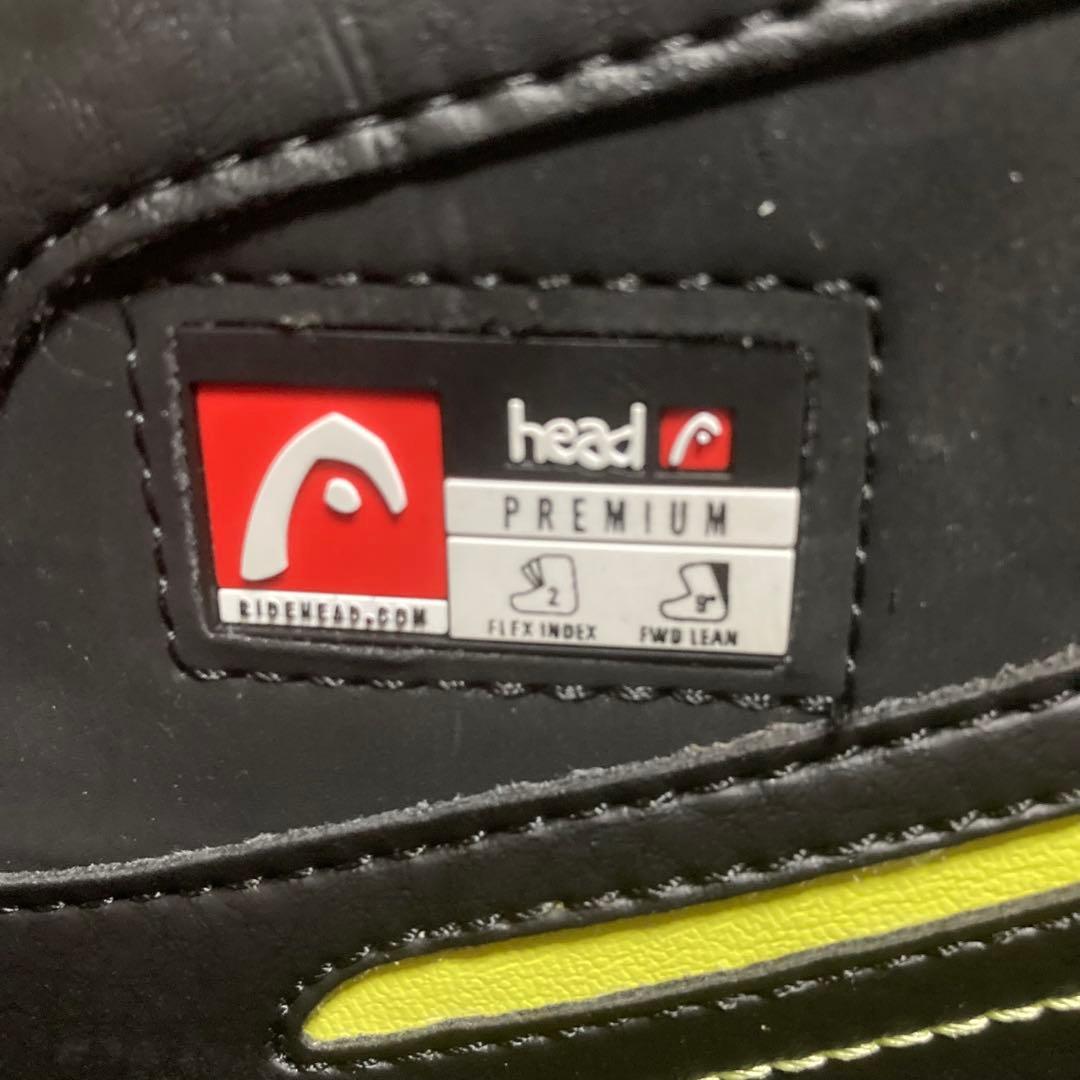 head
PREMIUM
RIDEHEAD.COM
2
9°
FLEX INDEX
FWD LEAN